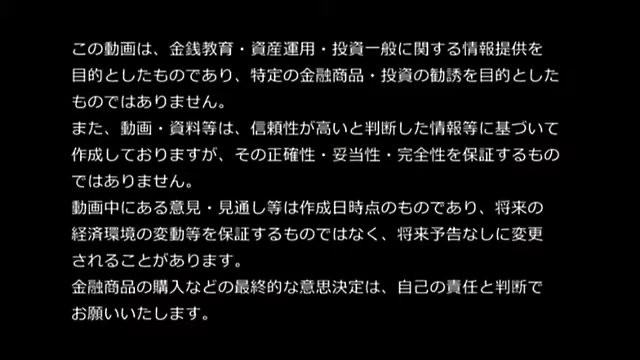 この動画は、金銭教育・資産運用・投資一般に関する情報提供を
目的としたものであり、特定の金融商品・投資の勧誘を目的とした
ものではありません。
また、動画・資料等は、信頼性が高いと判断した情報等に基づいて
作成しておりますが、その正確性・妥当性・完全性を保証するもの
ではありません。
動画中にある意見・見通し等は作成日時点のものであり、将来の
経済環境の変動等を保証するものではなく、将来予告なしに変更
されることがあります。
金融商品の購入などの最終的な意思決定は、自己の責任と判断で
お願いいたします。